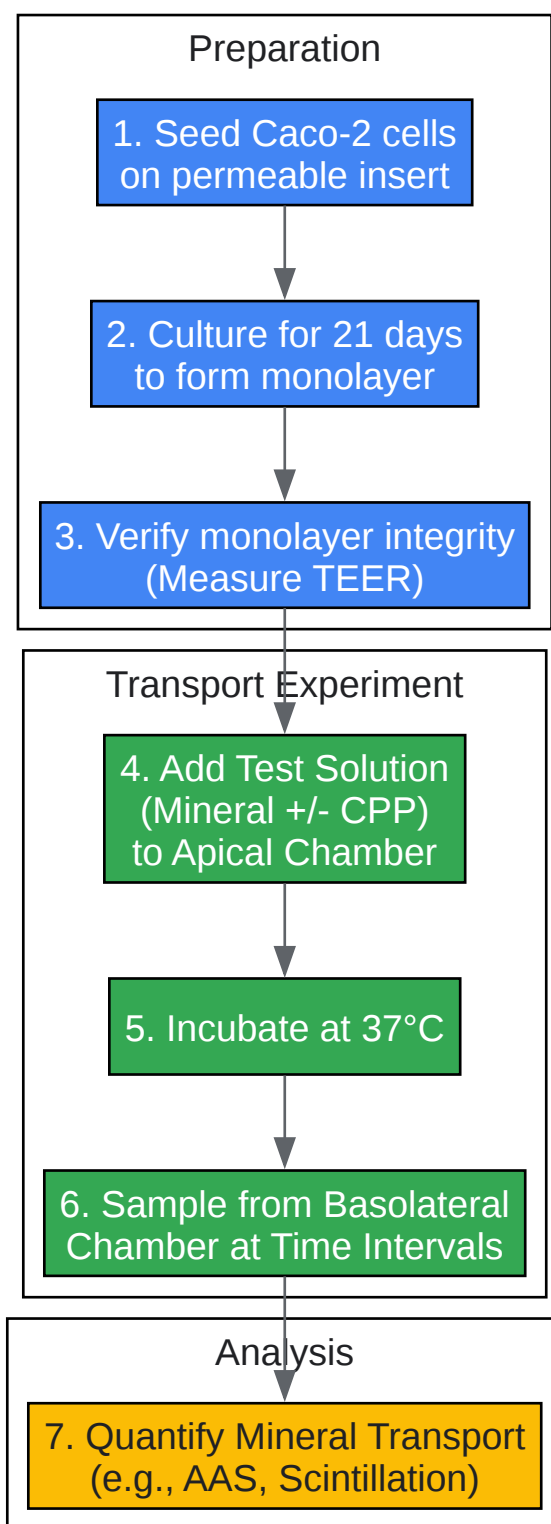 Preparation
1. Seed Caco-2 cells
on permeable insert
2. Culture for 21 days
to form monolayer
3. Verify monolayer integrity
(Measure TEER)
Transport Experiment
4. Add Test Solution
(Mineral +/- CPP)
to Apical Chamber
5. Incubate at 37°C
6. Sample from Basolateral
Chamber at Time Intervals
Analysis
7. Quantify Mineral Transport
(e.g., AAS, Scintillation)